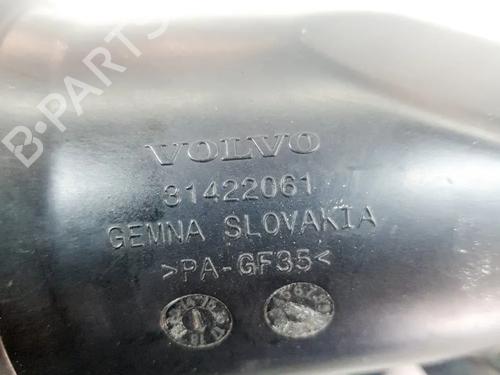 B-PARTS
VOLVO
31422061
GEMNA SLOVAKIA
>PA-GF35<